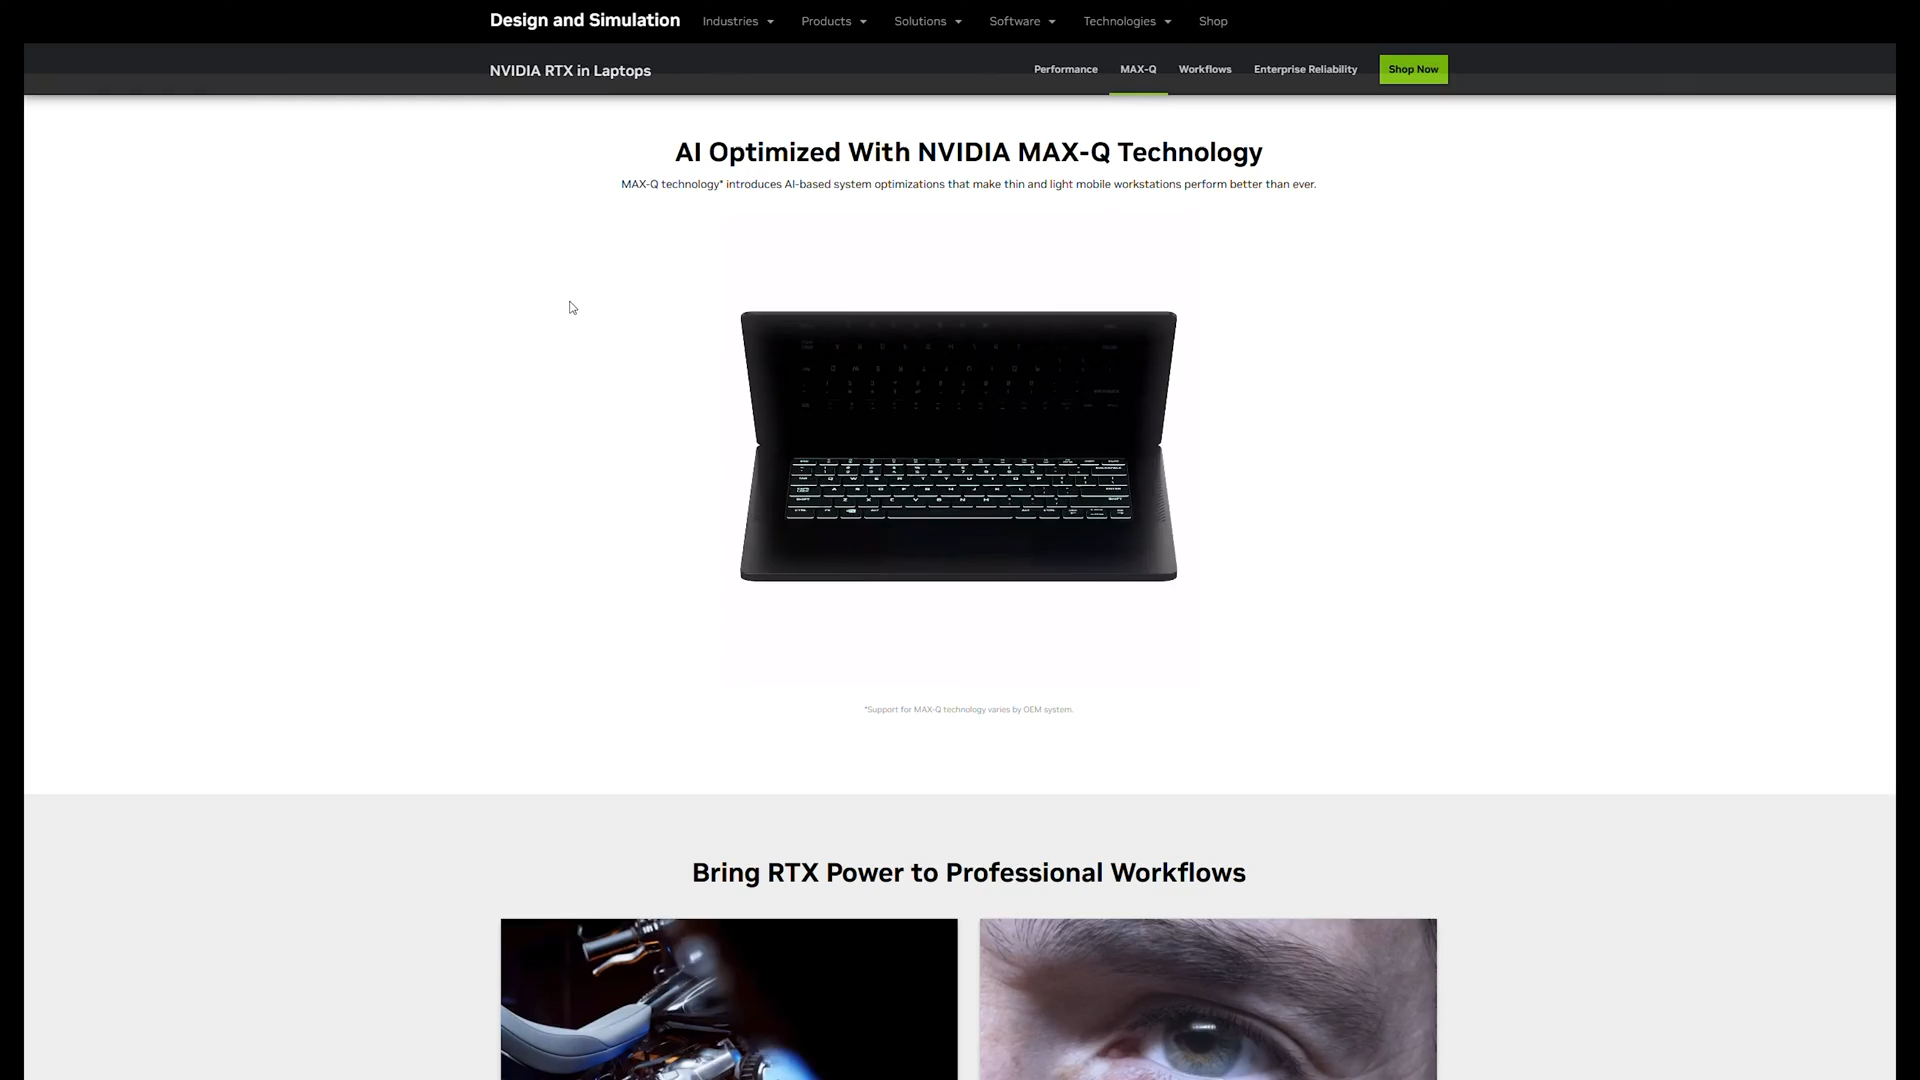 Design and Simulation Industries Products Solutions Software Technologies Shop
NVIDIA RTX in Laptops Performance MAX-Q Workflows Enterprise Reliability Shop Now
AI Optimized With NVIDIA MAX-Q Technology
MAX-Q technology* introduces AI-based system optimizations that make thin and light mobile workstations perform better than ever.
*Support for MAX-Q technology varies by OEM system.
Bring RTX Power to Professional Workflows